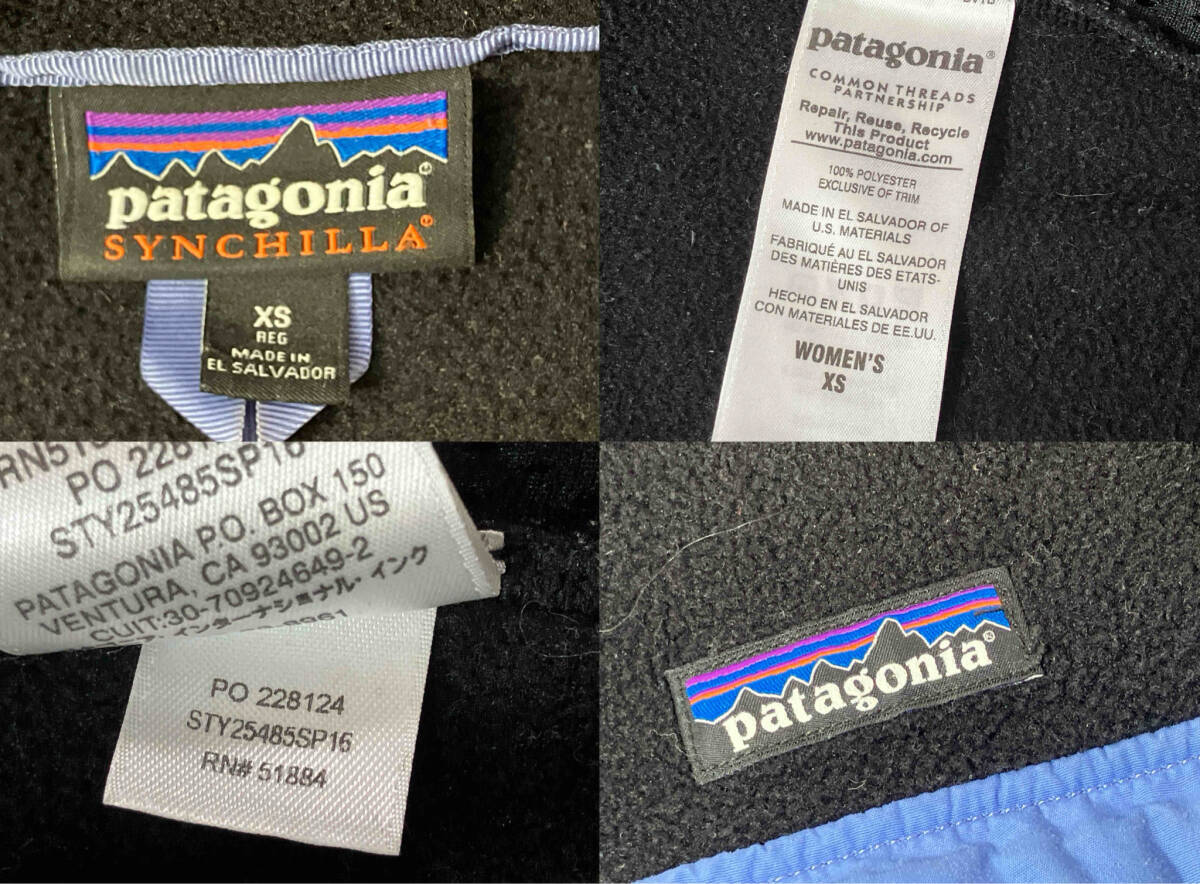 patagonia®
SYNCHILLA®
XS
REG
MADE IN
EL SALVADOR
patagonia®
COMMON THREADS
PARTNERSHIP
Repair, Reuse, Recycle
This Product
www.patagonia.com
100% POLYESTER
EXCLUSIVE OF TRIM
MADE IN EL SALVADOR OF
U.S. MATERIALS
FABRIQUÉ AU EL SALVADOR
DES MATIÈRES DES ETATS-
UNIS
HECHO EN EL SALVADOR
CON MATERIALES DE EE.UU.
WOMEN'S
XS
STY25485SP16
PATAGONIA P.O. BOX 150
VENTURA, CA 93002 US
CUIT:30-70924649-2
インターナショナル・インク
PO 228124
STY25485SP16
RN# 51884
patagonia®